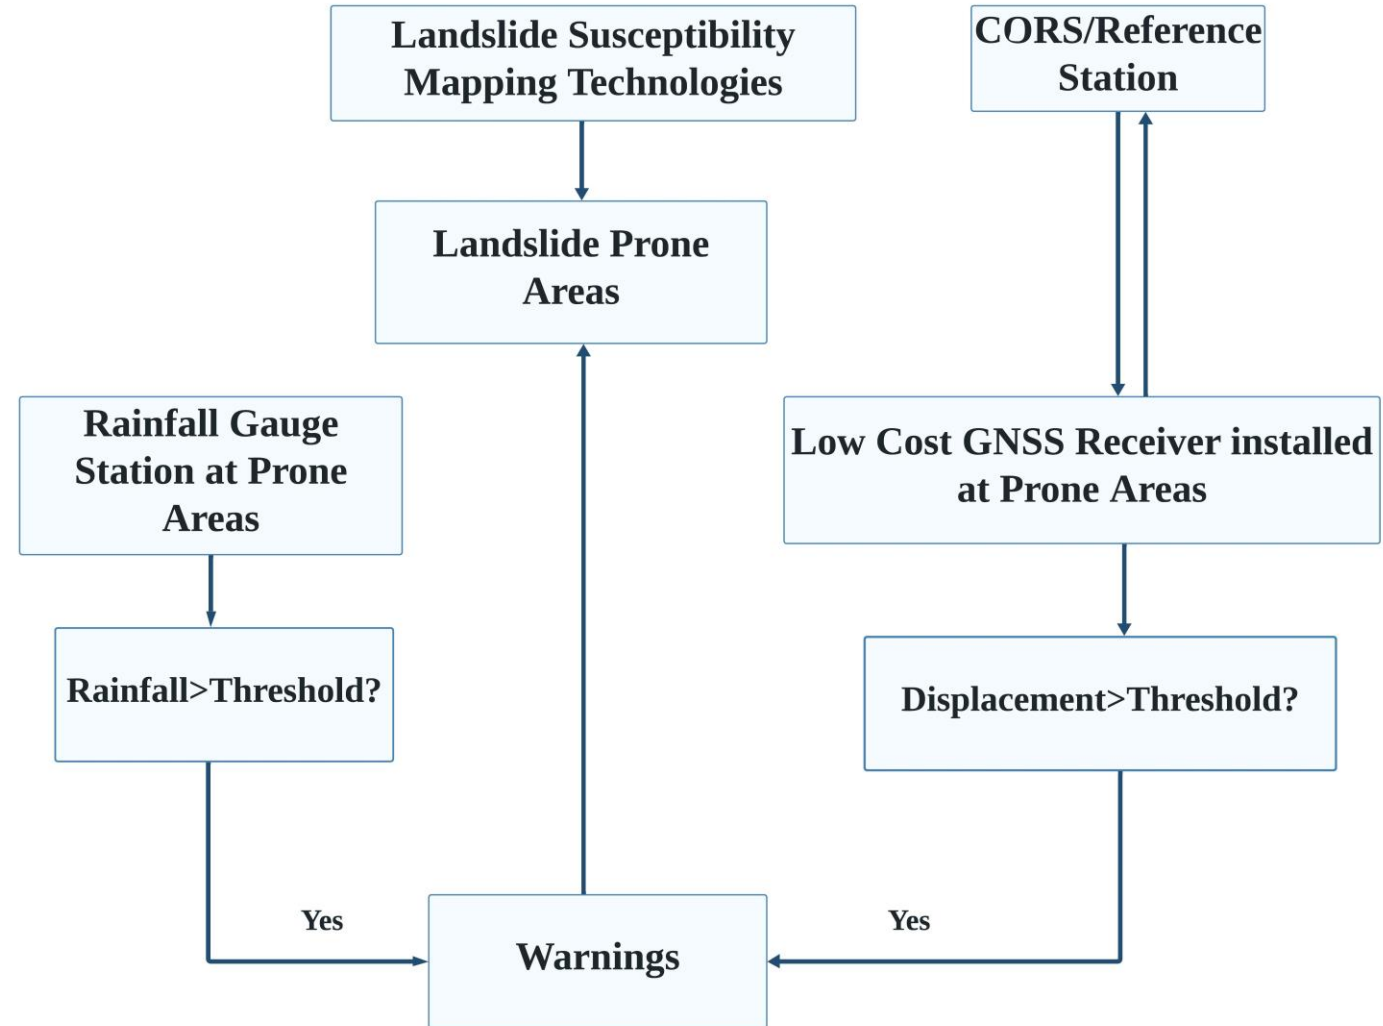 Landslide Susceptibility
Mapping Technologies
CORS/Reference
Station
Landslide Prone
Areas
Rainfall Gauge
Station at Prone
Areas
Low Cost GNSS Receiver installed
at Prone Areas
Rainfall>Threshold?
Displacement>Threshold?
Yes
Yes
Warnings